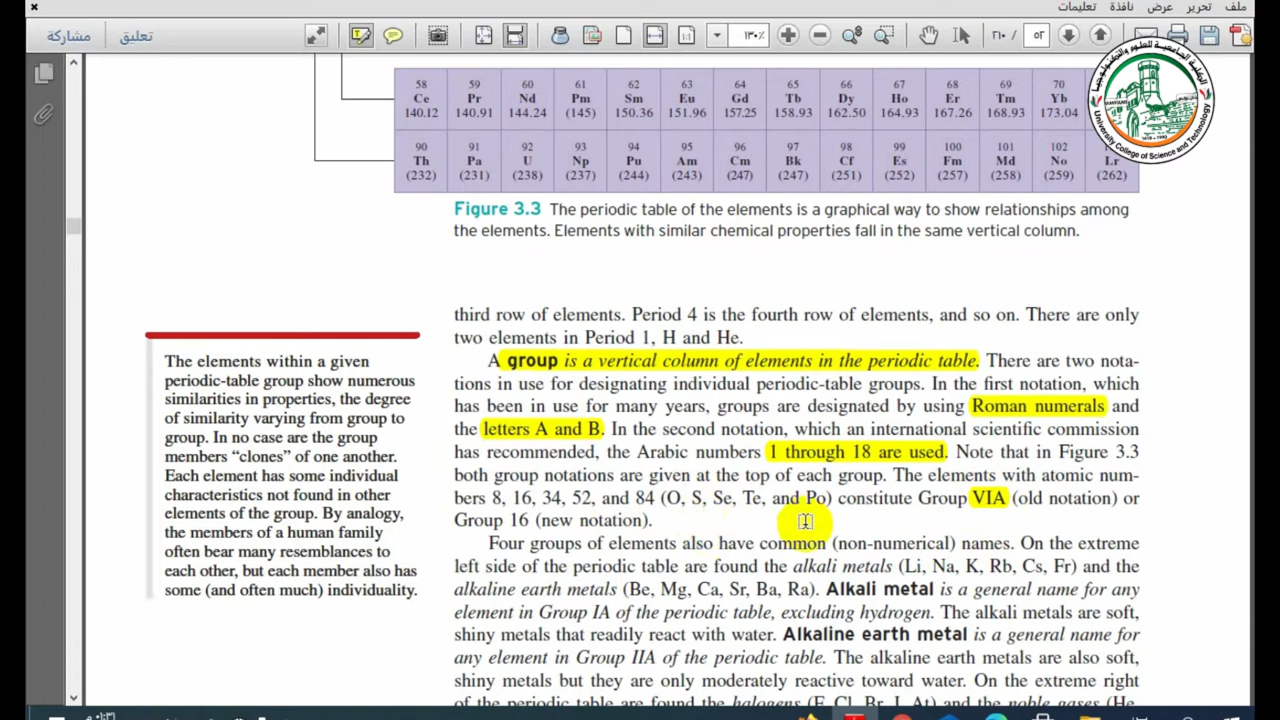 ملف تحرير عرض نافذة تعليمات
مشاركة تعليق ١٣٠٪ ٢١٠ / ٥٢
58 59 60 61 62 63 64 65 66 67 68 69 70
Ce Pr Nd Pm Sm Eu Gd Tb Dy Ho Er Tm Yb
140.12 140.91 144.24 (145) 150.36 151.96 157.25 158.93 162.50 164.93 167.26 168.93 173.04
90 91 92 93 94 95 96 97 98 99 100 101 102
Th Pa U Np Pu Am Cm Bk Cf Es Fm Md No Lr
(232) (231) (238) (237) (244) (243) (247) (247) (251) (252) (257) (258) (259) (262)
University College of Science and Technology
Figure 3.3 The periodic table of the elements is a graphical way to show relationships among
the elements. Elements with similar chemical properties fall in the same vertical column.
third row of elements. Period 4 is the fourth row of elements, and so on. There are only
two elements in Period 1, H and He.
A group is a vertical column of elements in the periodic table. There are two nota-
tions in use for designating individual periodic-table groups. In the first notation, which
has been in use for many years, groups are designated by using Roman numerals and
the letters A and B. In the second notation, which an international scientific commission
has recommended, the Arabic numbers 1 through 18 are used. Note that in Figure 3.3
both group notations are given at the top of each group. The elements with atomic num-
bers 8, 16, 34, 52, and 84 (O, S, Se, Te, and Po) constitute Group VIA (old notation) or
Group 16 (new notation).
Four groups of elements also have common (non-numerical) names. On the extreme
left side of the periodic table are found the alkali metals (Li, Na, K, Rb, Cs, Fr) and the
alkaline earth metals (Be, Mg, Ca, Sr, Ba, Ra). Alkali metal is a general name for any
element in Group IA of the periodic table, excluding hydrogen. The alkali metals are soft,
shiny metals that readily react with water. Alkaline earth metal is a general name for
any element in Group IIA of the periodic table. The alkaline earth metals are also soft,
shiny metals but they are only moderately reactive toward water. On the extreme right
of the periodic table are found the halogens (F, Cl, Br, I, At) and the noble gases (He,
The elements within a given
periodic-table group show numerous
similarities in properties, the degree
of similarity varying from group to
group. In no case are the group
members “clones” of one another.
Each element has some individual
characteristics not found in other
elements of the group. By analogy,
the members of a human family
often bear many resemblances to
each other, but each member also has
some (and often much) individuality.